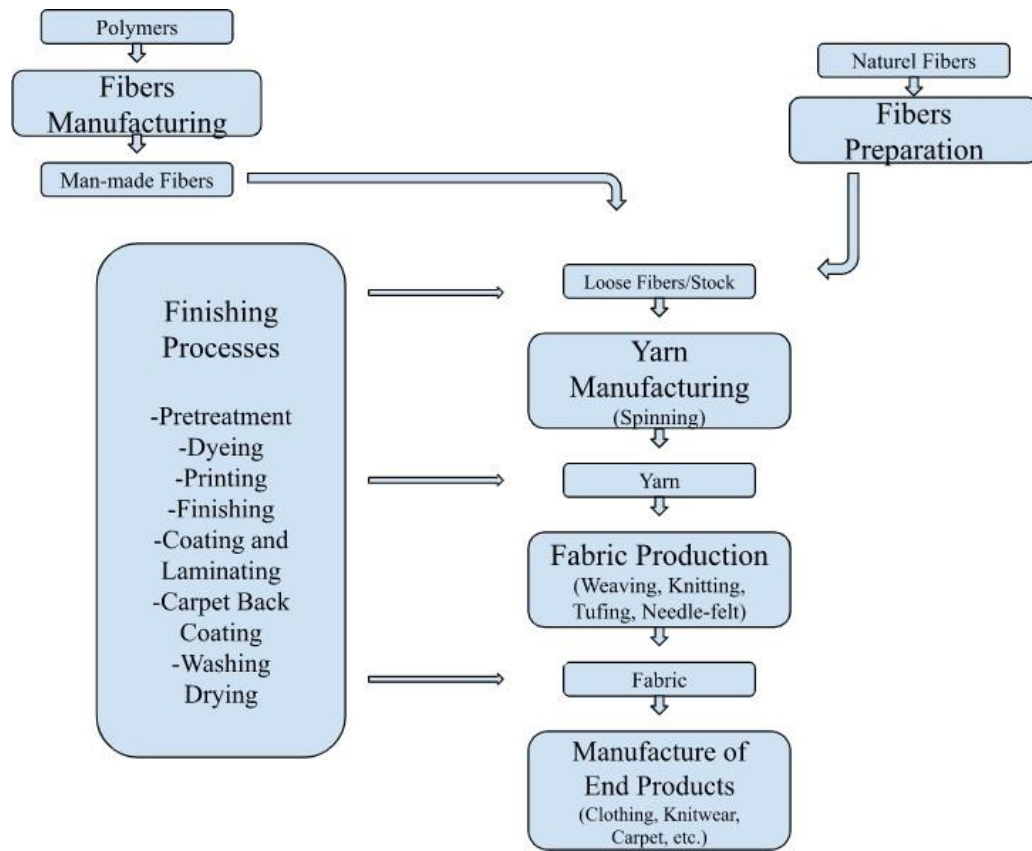 Polymers
Fibers
Manufacturing
Man-made Fibers
Naturel Fibers
Fibers
Preparation
Finishing
Processes
-Pretreatment
-Dyeing
-Printing
-Finishing
-Coating and
Laminating
-Carpet Back
Coating
-Washing
Drying
Loose Fibers/Stock
Yarn
Manufacturing
(Spinning)
Yarn
Fabric Production
(Weaving, Knitting,
Tufing, Needle-felt)
Fabric
Manufacture of
End Products
(Clothing, Knitwear,
Carpet, etc.)